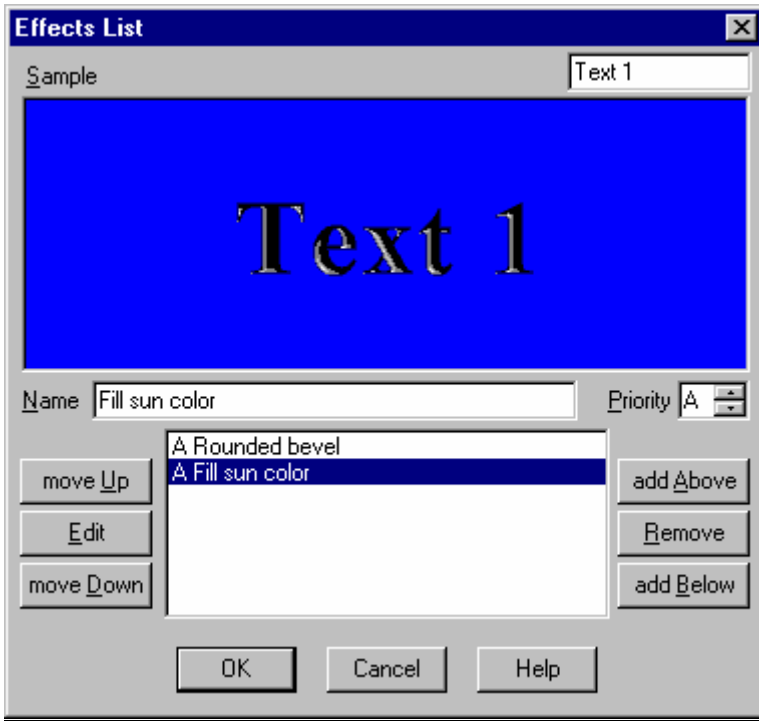 Effects List
Sample Text 1
Text 1
Name Fill sun color Priority A
A Rounded bevel
A Fill sun color
move Up add Above
Edit Remove
move Down add Below
OK Cancel Help